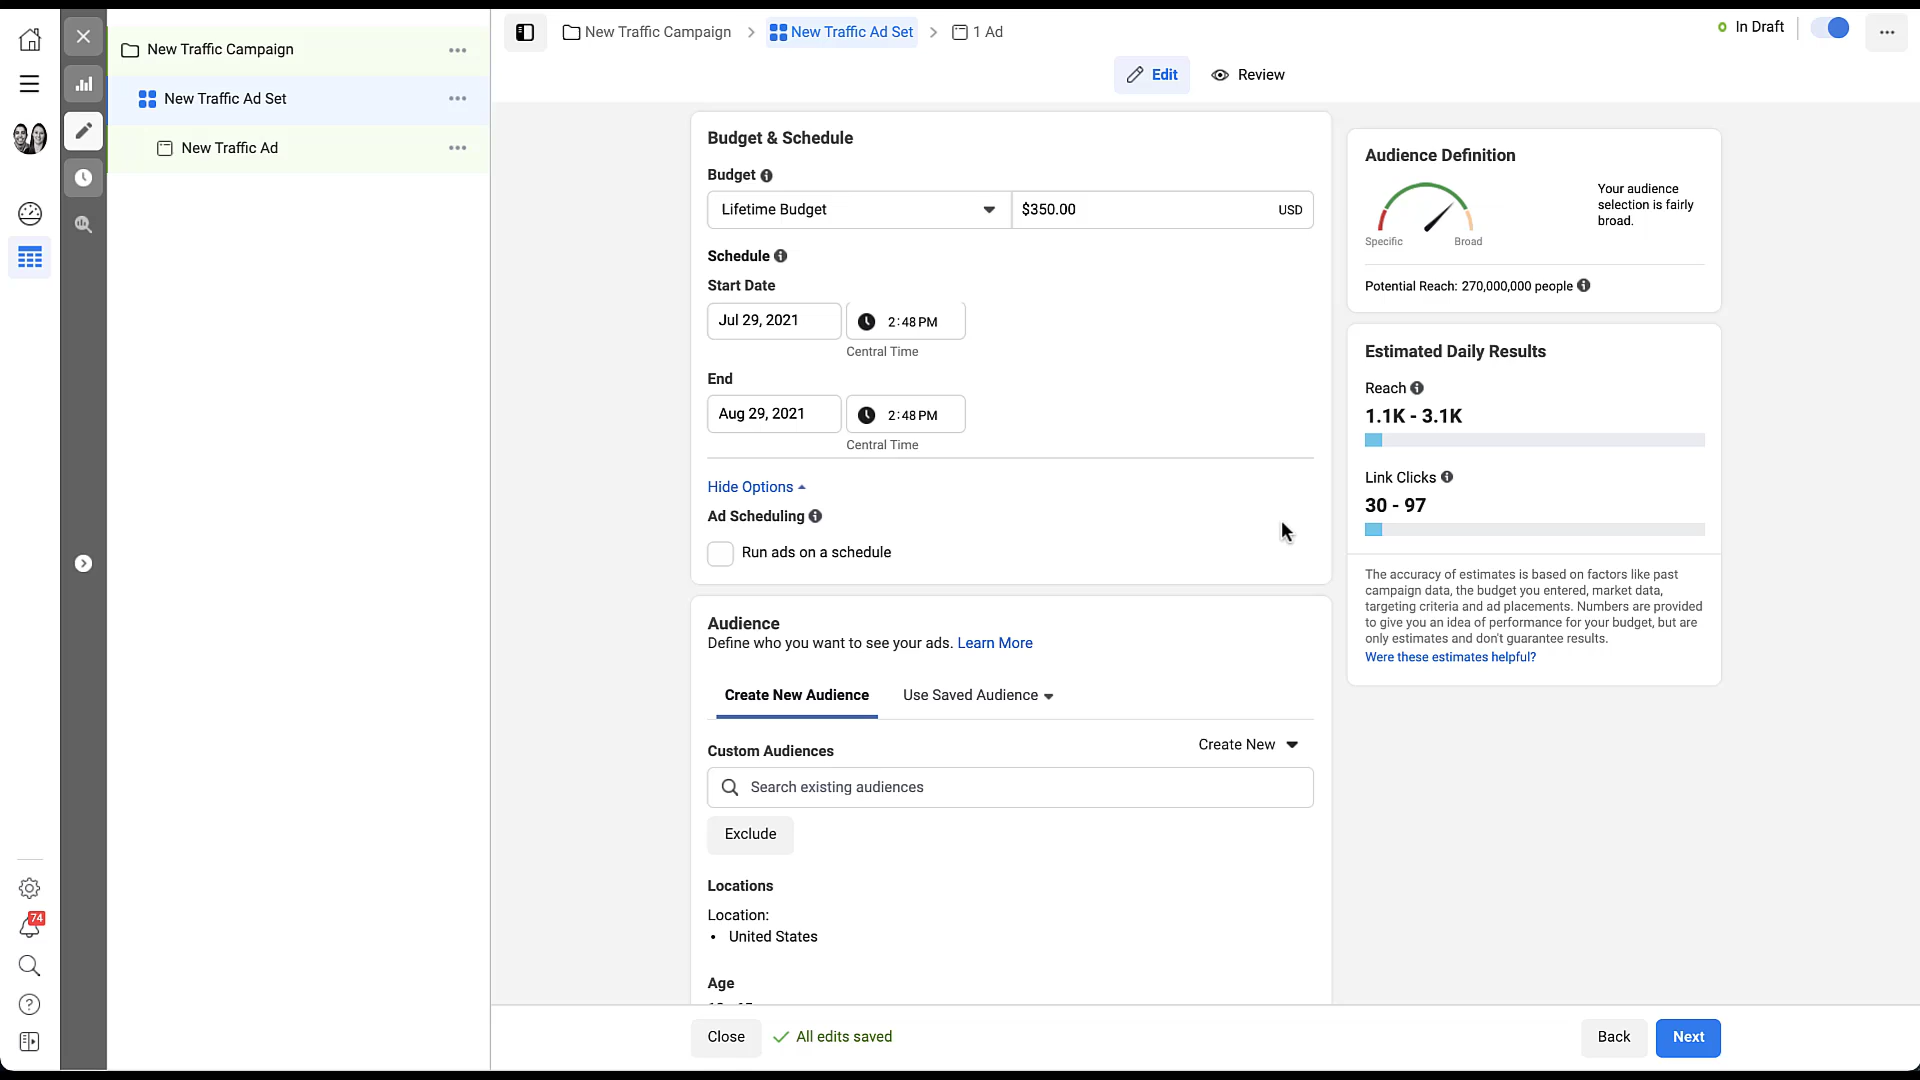 New Traffic Campaign
New Traffic Ad Set
New Traffic Ad
74
New Traffic Campaign
New Traffic Ad Set
1 Ad
In Draft
Edit
Review
Budget & Schedule
Budget
Lifetime Budget
$350.00
USD
Schedule
Start Date
Jul 29, 2021
2:48 PM
Central Time
End
Aug 29, 2021
2:48 PM
Central Time
Hide Options
Ad Scheduling
Run ads on a schedule
Audience
Define who you want to see your ads. Learn More
Create New Audience
Use Saved Audience
Custom Audiences
Create New
Search existing audiences
Exclude
Locations
Location:
• United States
Age
Audience Definition
Specific
Broad
Your audience
selection is fairly
broad.
Potential Reach: 270,000,000 people
Estimated Daily Results
Reach
1.1K - 3.1K
Link Clicks
30 - 97
The accuracy of estimates is based on factors like past
campaign data, the budget you entered, market data,
targeting criteria and ad placements. Numbers are provided
to give you an idea of performance for your budget, but are
only estimates and don't guarantee results.
Were these estimates helpful?
Close
All edits saved
Back
Next